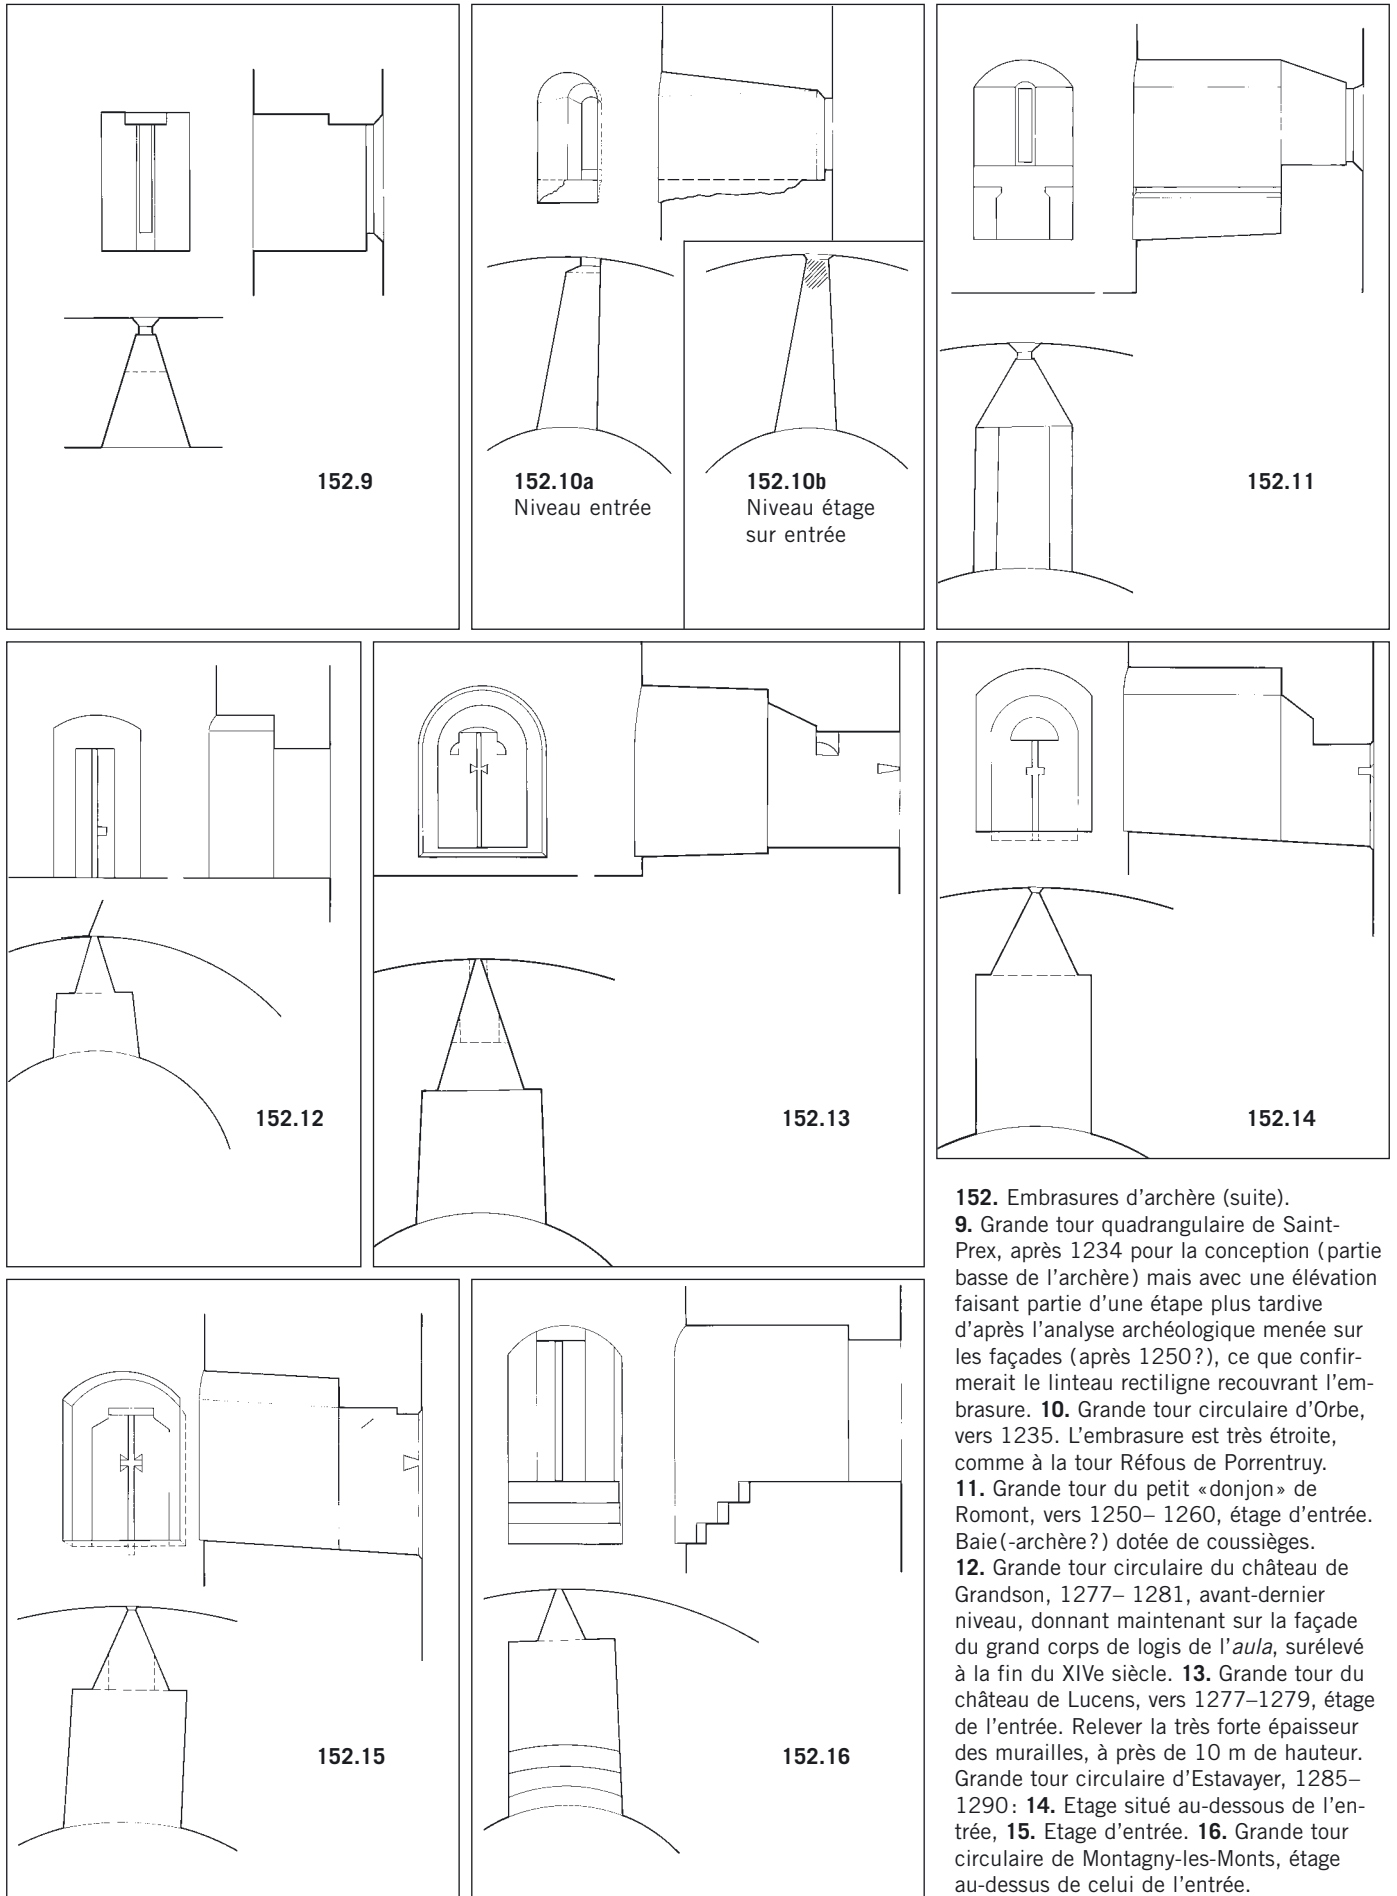 152.9
152.10a
Niveau entrée
152.10b
Niveau étage
sur entrée
152.11
152.12
152.13
152.14
152.15
152.16
152. Embrasures d'archère (suite).
9. Grande tour quadrangulaire de Saint-
Prex, après 1234 pour la conception (partie
basse de l'archère) mais avec une élévation
faisant partie d'une étape plus tardive
d'après l'analyse archéologique menée sur
les façades (après 1250?), ce que confir-
merait le linteau rectiligne recouvrant l'em-
brasure. 10. Grande tour circulaire d'Orbe,
vers 1235. L'embrasure est très étroite,
comme à la tour Réfous de Porrentruy.
11. Grande tour du petit «donjon» de
Romont, vers 1250– 1260, étage d'entrée.
Baie(-archère?) dotée de coussièges.
12. Grande tour circulaire du château de
Grandson, 1277– 1281, avant-dernier
niveau, donnant maintenant sur la façade
du grand corps de logis de l'aula, surélevé
à la fin du XIVe siècle. 13. Grande tour du
château de Lucens, vers 1277–1279, étage
de l'entrée. Relever la très forte épaisseur
des murailles, à près de 10 m de hauteur.
Grande tour circulaire d'Estavayer, 1285–
1290: 14. Etage situé au-dessous de l'en-
trée, 15. Etage d'entrée. 16. Grande tour
circulaire de Montagny-les-Monts, étage
au-dessus de celui de l'entrée.